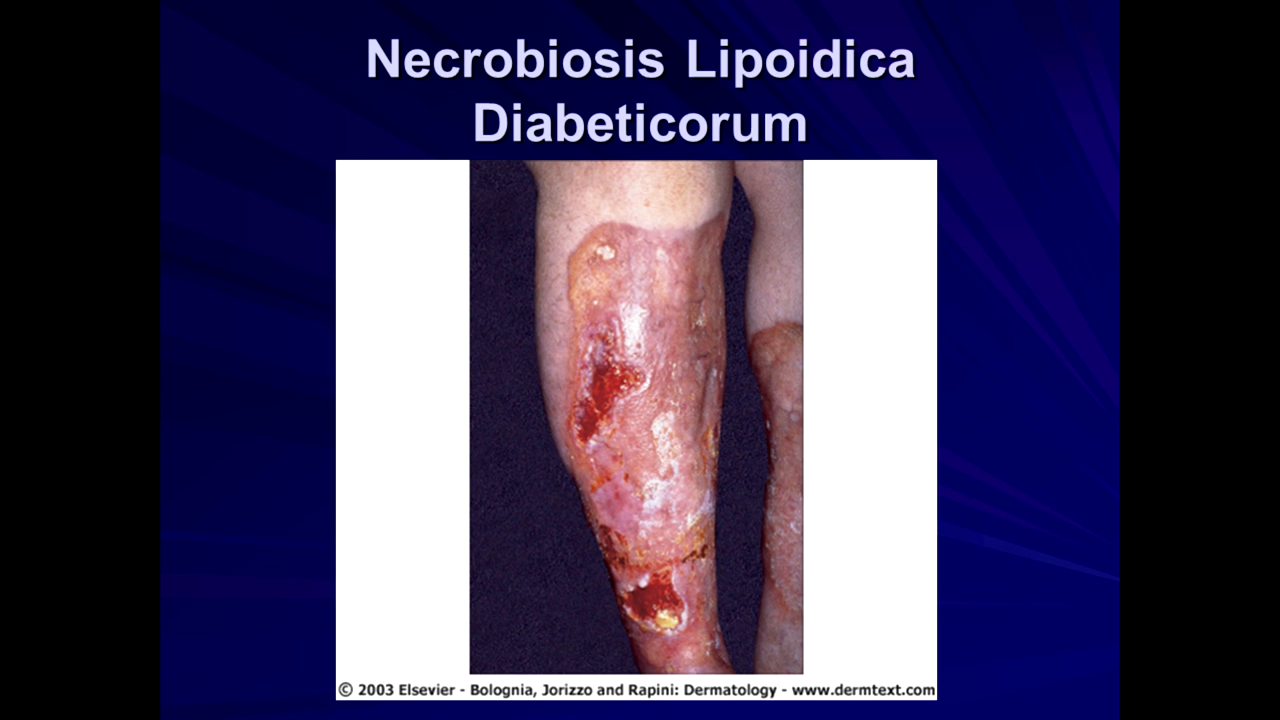 Necrobiosis Lipoidica
Diabeticorum
© 2003 Elsevier - Bolognia, Jorizzo and Rapini: Dermatology - www.dermtext.com